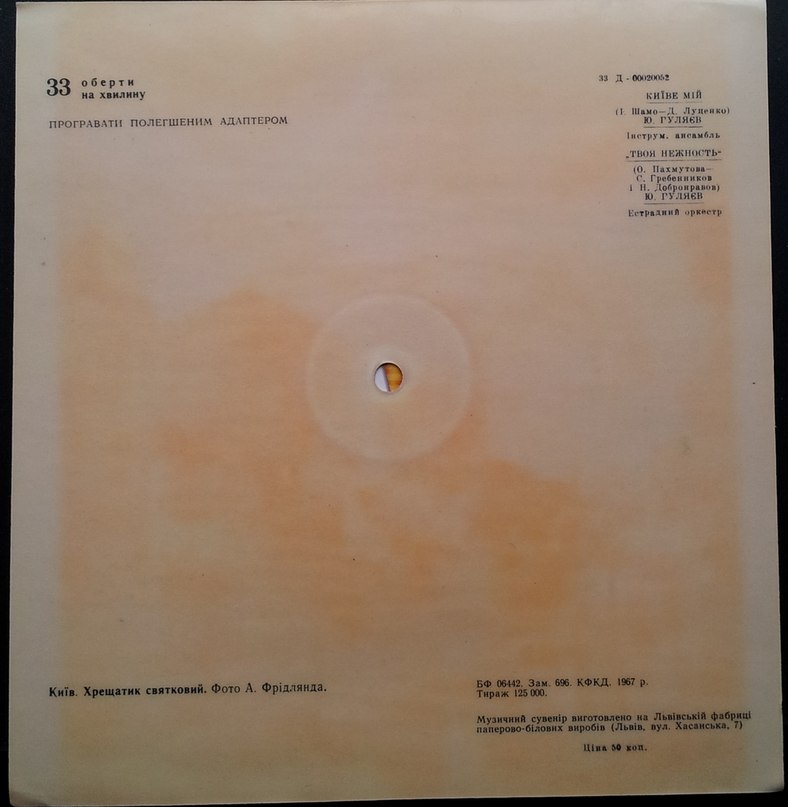 33 оберти
на хвилину
ПРОГРАВАТИ ПОЛЕГШЕНИМ АДАПТЕРОМ
33 Д - 00020052
КИЇВЕ МІЙ
(І. Шамо—Д. Луценко)
Ю. ГУЛЯЄВ
Інструм. ансамбль
„ТВОЯ НЕЖНОСТЬ“
(О. Пахмутова—
С. Гребенников
і Н. Добронравов)
Ю. ГУЛЯЄВ
Естрадний оркестр
Київ. Хрещатик святковий. Фото А. Фрідлянда.
БФ 06442. Зам. 696. КФКД. 1967 р.
Тираж 125 000.
Музичний сувенір виготовлено на Львівській фабриці
паперово-білових виробів (Львів, вул. Хасанська, 7)
Ціна 50 коп.